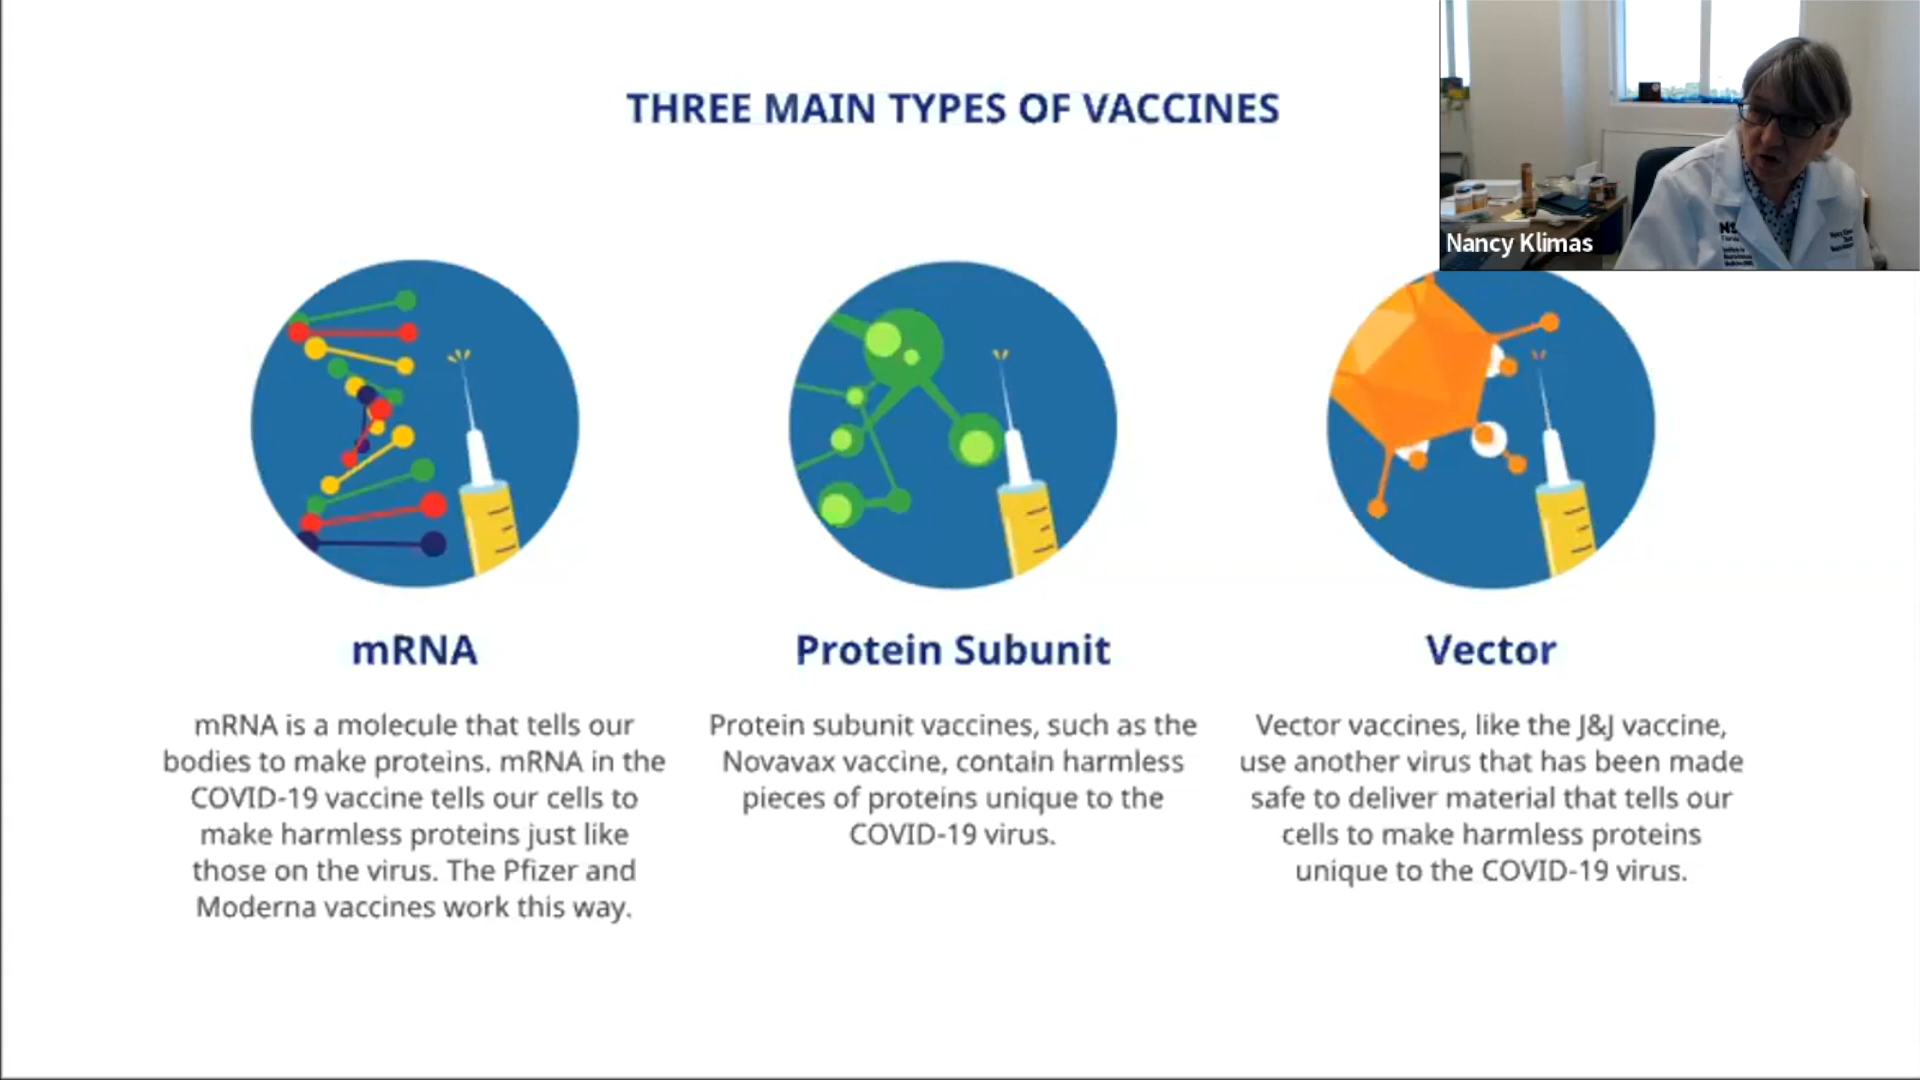 THREE MAIN TYPES OF VACCINES
Nancy Klimas
mRNA
mRNA is a molecule that tells our
bodies to make proteins. mRNA in the
COVID-19 vaccine tells our cells to
make harmless proteins just like
those on the virus. The Pfizer and
Moderna vaccines work this way.
Protein Subunit
Protein subunit vaccines, such as the
Novavax vaccine, contain harmless
pieces of proteins unique to the
COVID-19 virus.
Vector
Vector vaccines, like the J&J vaccine,
use another virus that has been made
safe to deliver material that tells our
cells to make harmless proteins
unique to the COVID-19 virus.